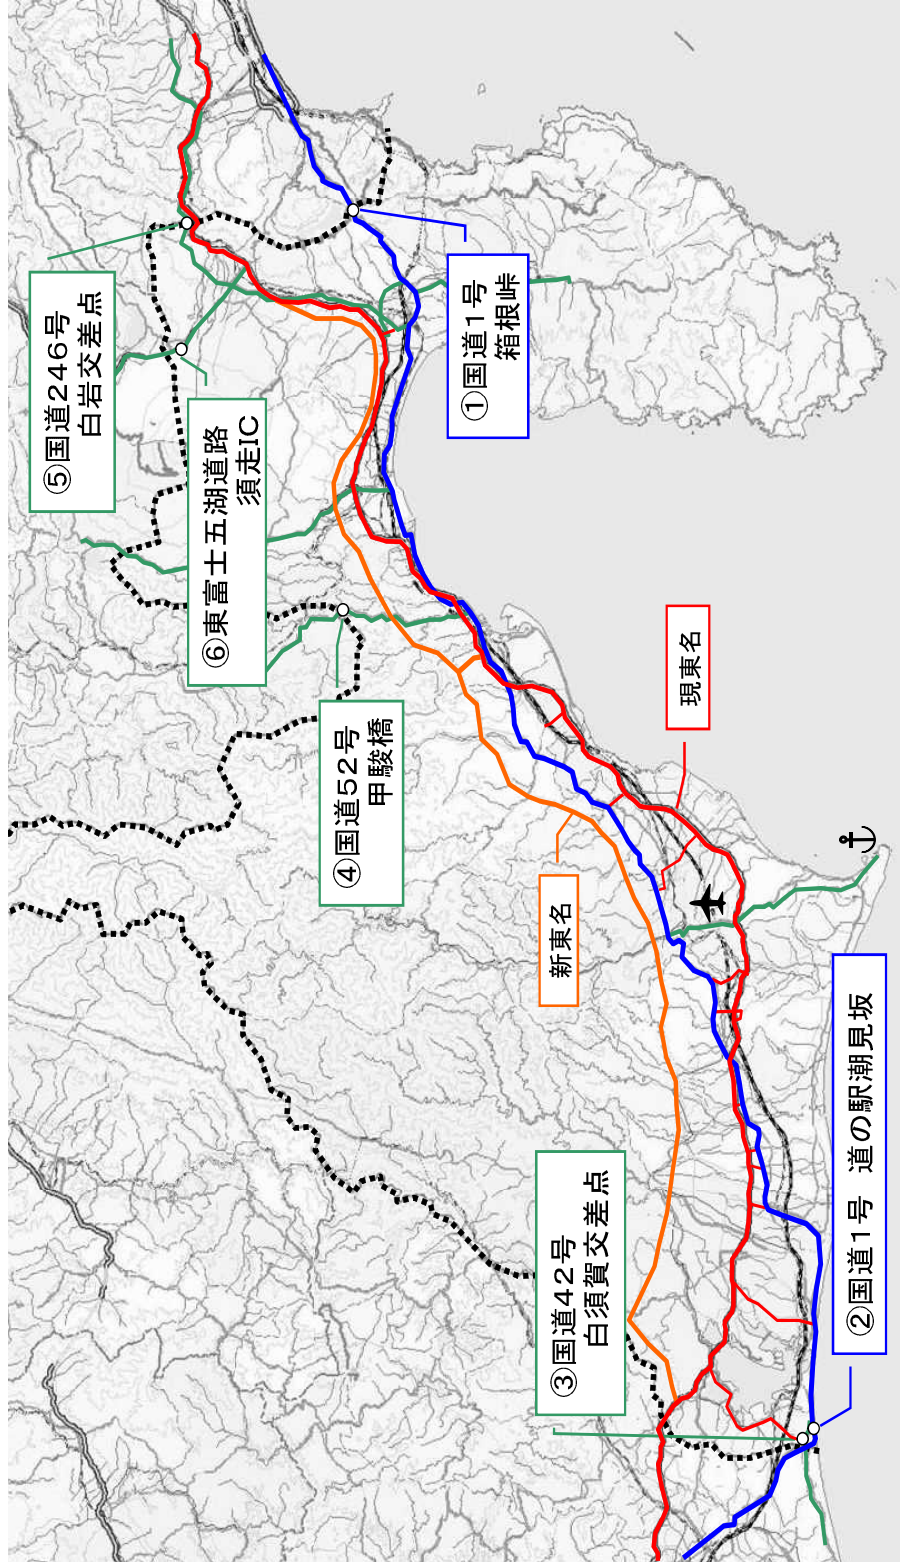 ①国道1号
箱根峠
②国道1号 道の駅潮見坂
③国道42号
白須賀交差点
④国道52号
甲駿橋
⑤国道246号
白岩交差点
⑥東富士五湖道路
須走IC
新東名
現東名